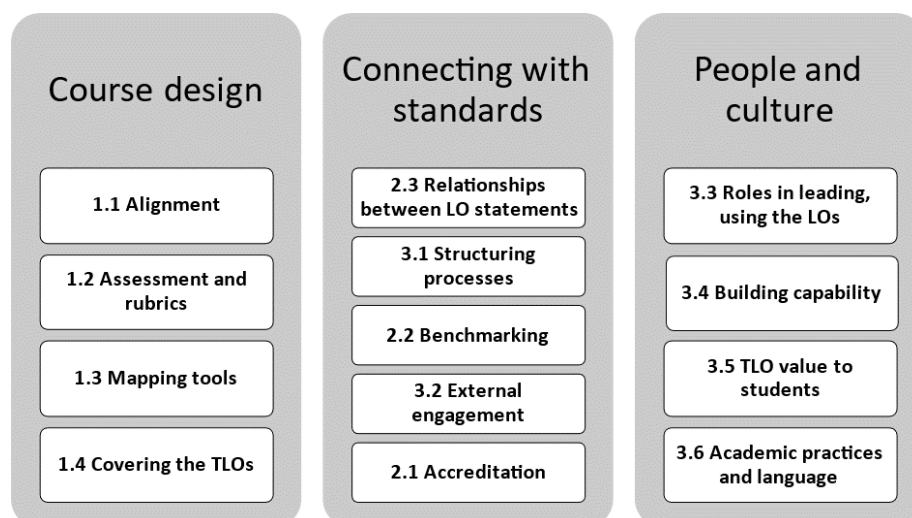 Course design
1.1 Alignment
1.2 Assessment and
rubrics
1.3 Mapping tools
1.4 Covering the TLOs
Connecting with
standards
2.3 Relationships
between LO statements
3.1 Structuring
processes
2.2 Benchmarking
3.2 External
engagement
2.1 Accreditation
People and
culture
3.3 Roles in leading,
using the LOs
3.4 Building capability
3.5 TLO value to
students
3.6 Academic practices
and language